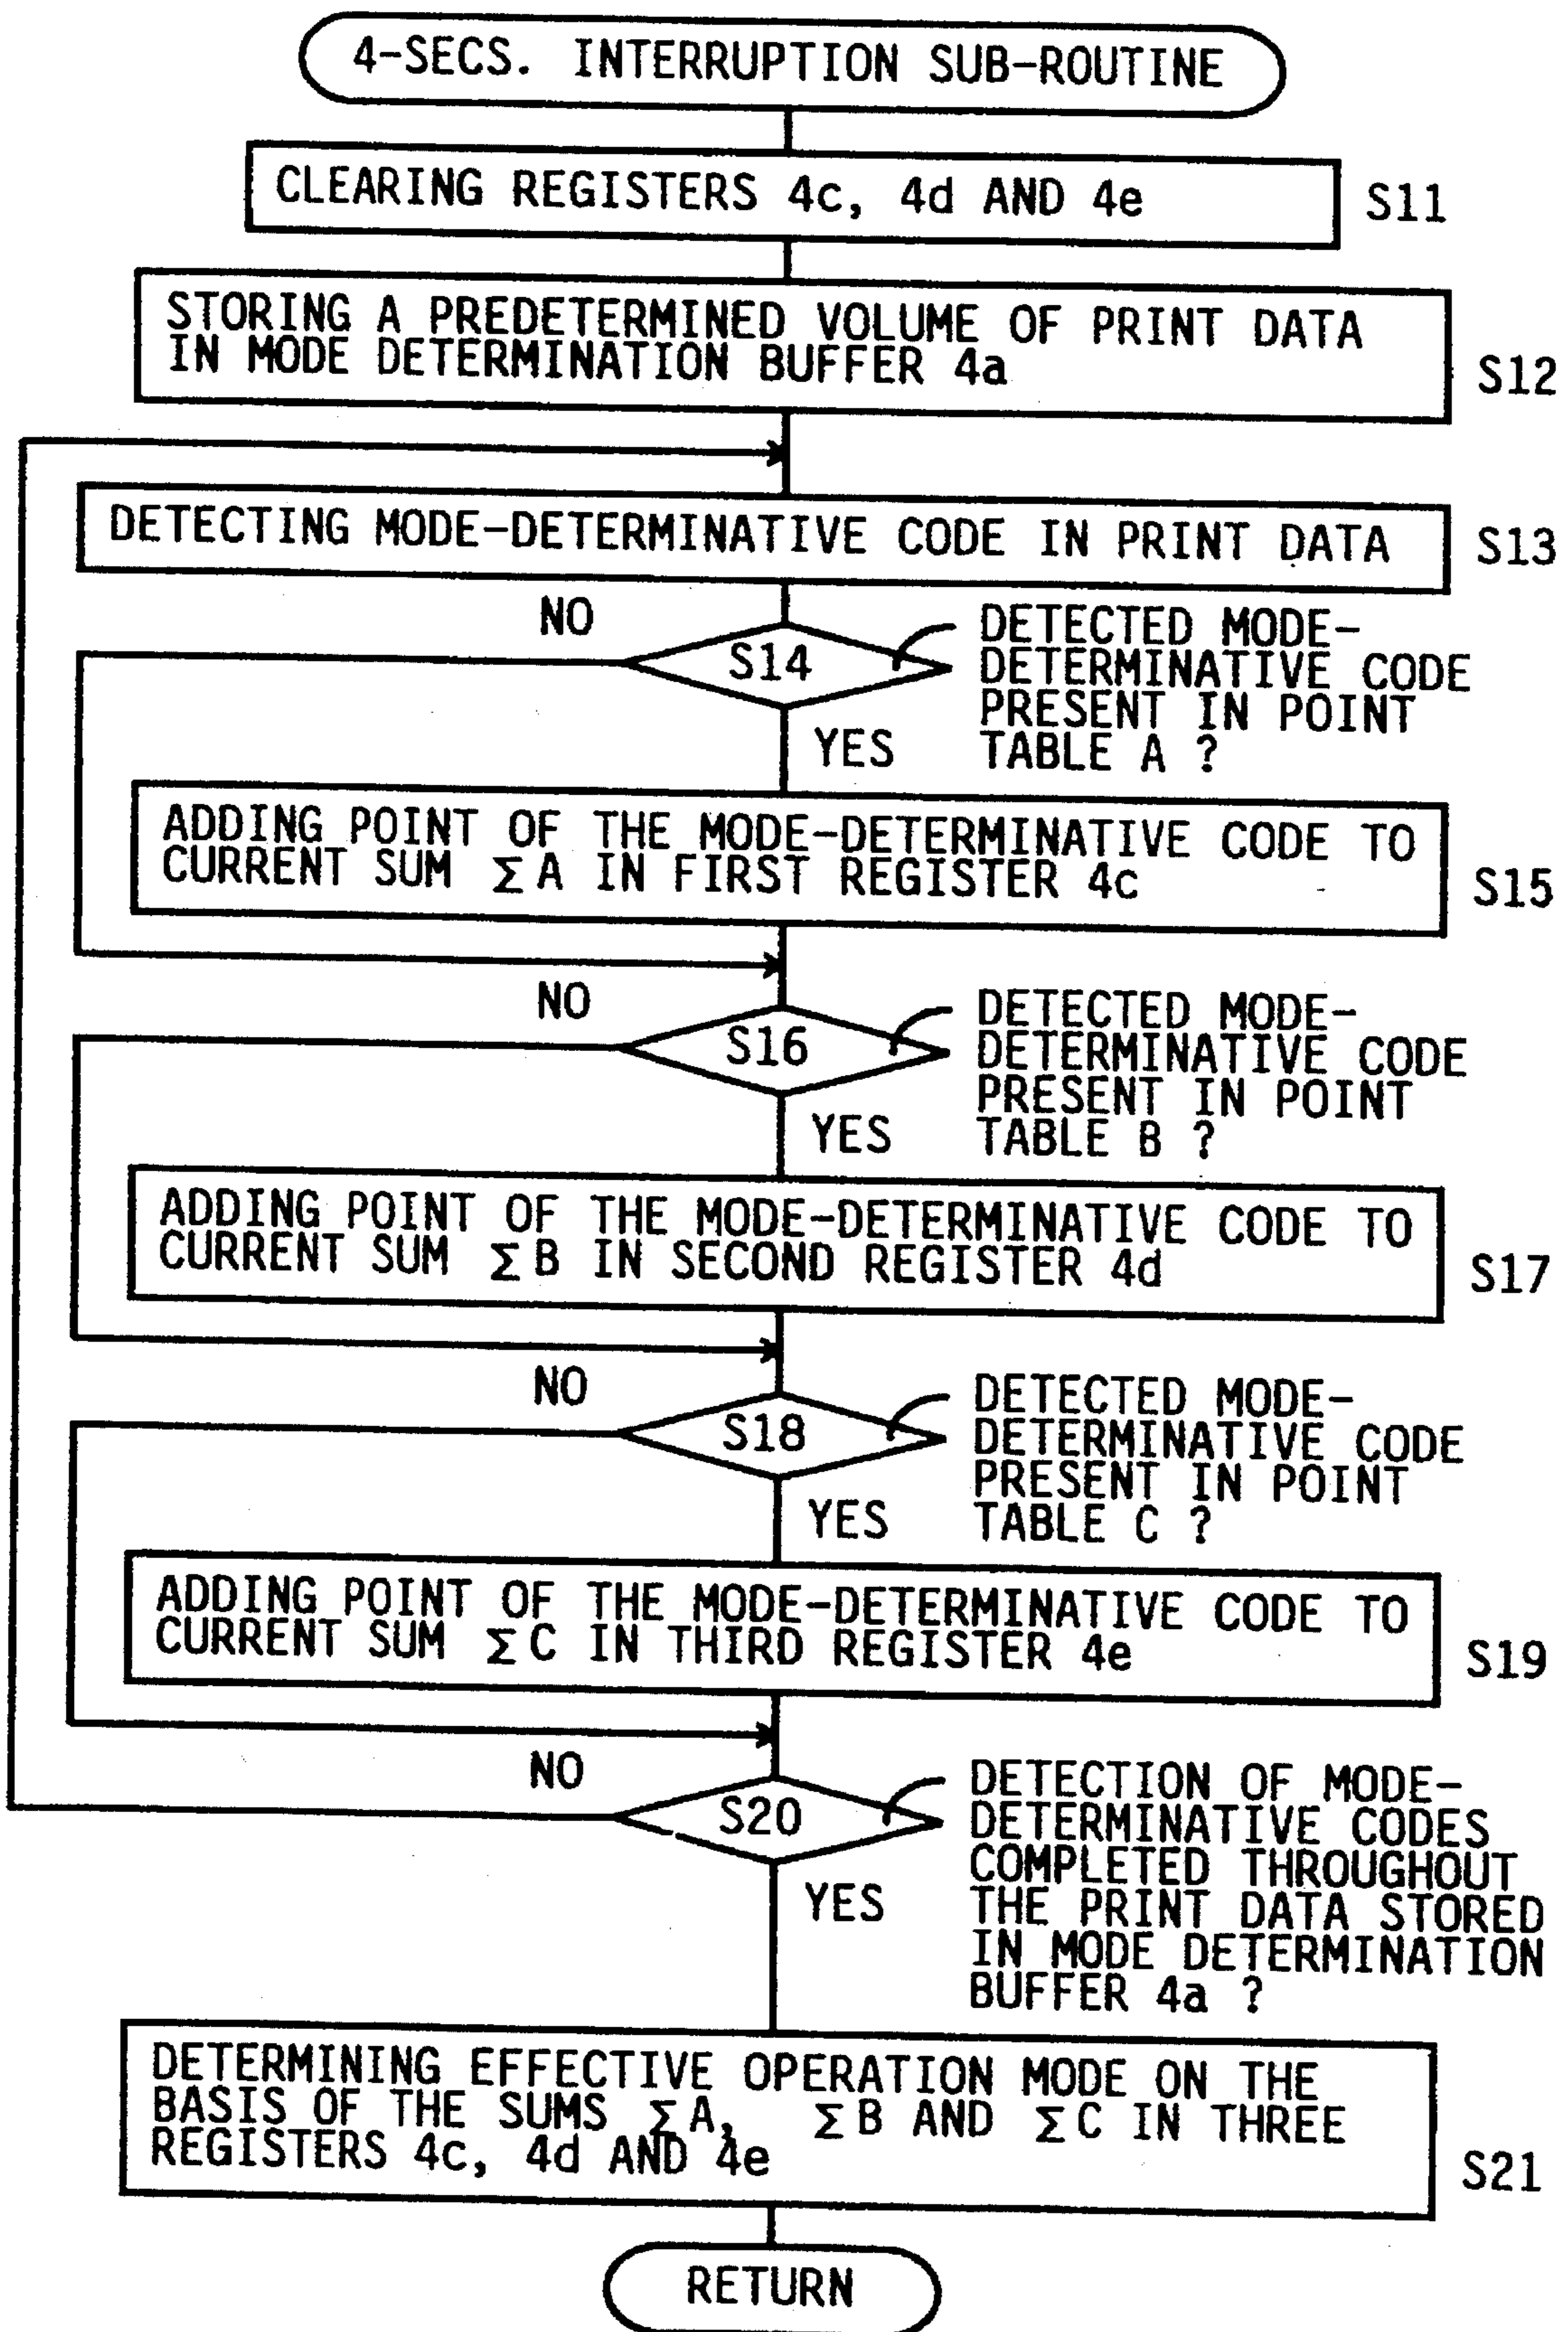 4-SECS. INTERRUPTION SUB-ROUTINE
CLEARING REGISTERS 4c, 4d AND 4e
S11
STORING A PREDETERMINED VOLUME OF PRINT DATA
IN MODE DETERMINATION BUFFER 4a
S12
DETECTING MODE-DETERMINATIVE CODE IN PRINT DATA
S13
NO
S14
DETECTED MODE-
DETERMINATIVE CODE
PRESENT IN POINT
TABLE A ?
YES
ADDING POINT OF THE MODE-DETERMINATIVE CODE TO
CURRENT SUM ΣA IN FIRST REGISTER 4c
S15
NO
S16
DETECTED MODE-
DETERMINATIVE CODE
PRESENT IN POINT
TABLE B ?
YES
ADDING POINT OF THE MODE-DETERMINATIVE CODE TO
CURRENT SUM ΣB IN SECOND REGISTER 4d
S17
NO
S18
DETECTED MODE-
DETERMINATIVE CODE
PRESENT IN POINT
TABLE C ?
YES
ADDING POINT OF THE MODE-DETERMINATIVE CODE TO
CURRENT SUM ΣC IN THIRD REGISTER 4e
S19
NO
S20
DETECTION OF MODE-
DETERMINATIVE CODES
COMPLETED THROUGHOUT
THE PRINT DATA STORED
IN MODE DETERMINATION
BUFFER 4a ?
YES
DETERMINING EFFECTIVE OPERATION MODE ON THE
BASIS OF THE SUMS ΣA, ΣB AND ΣC IN THREE
REGISTERS 4c, 4d AND 4e
S21
RETURN